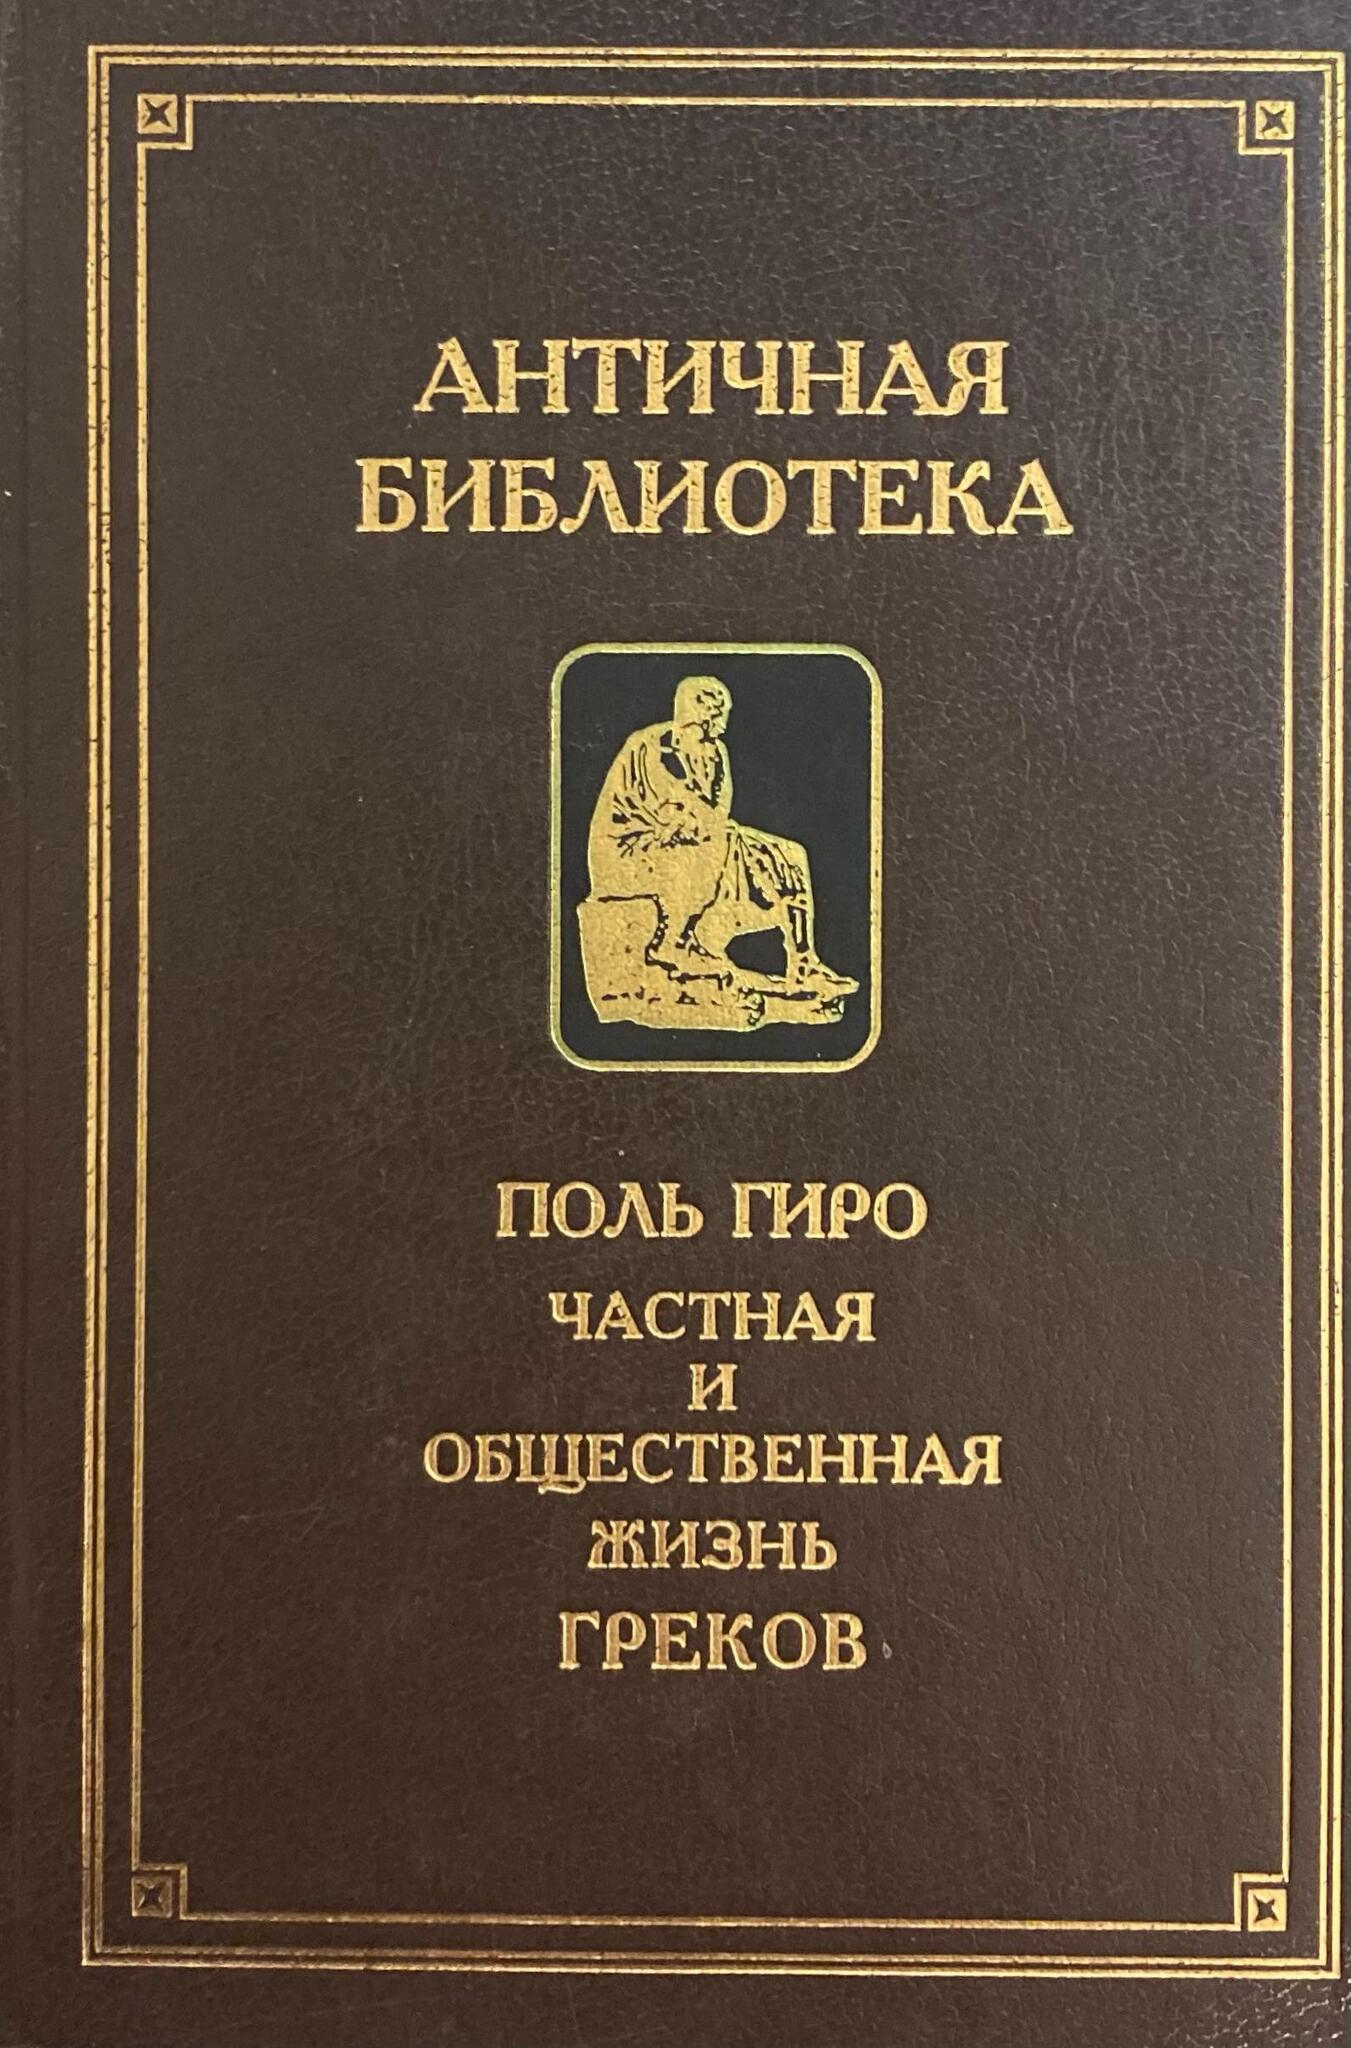 АНТИЧНАЯ
БИБЛИОТЕКА
ПОЛЬ ГИРО
ЧАСТНАЯ
И
ОБЩЕСТВЕННАЯ
ЖИЗНЬ
ГРЕКОВ